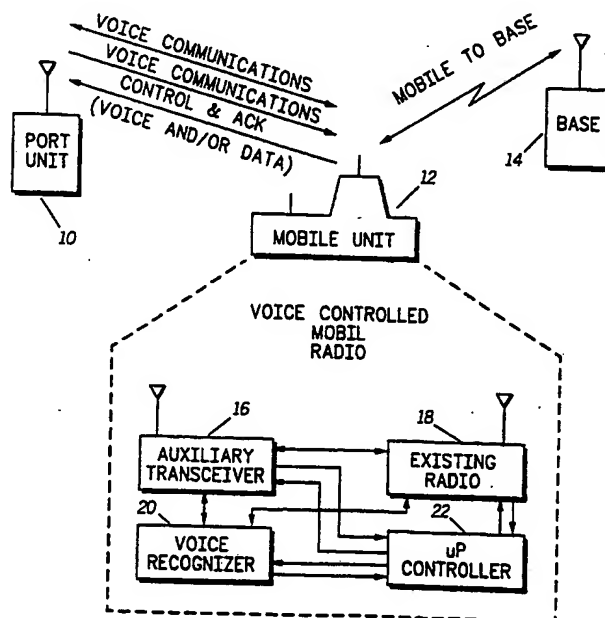 VOICE COMMUNICATIONS
VOICE COMMUNICATIONS
CONTROL & ACK
(VOICE AND/OR DATA)
MOBILE TO BASE
PORT
UNIT
10
BASE
14
12
MOBILE UNIT
VOICE CONTROLLED
MOBIL
RADIO
16
AUXILIARY
TRANSCEIVER
18
EXISTING
RADIO
20
VOICE
RECOGNIZER
22
uP
CONTROLLER